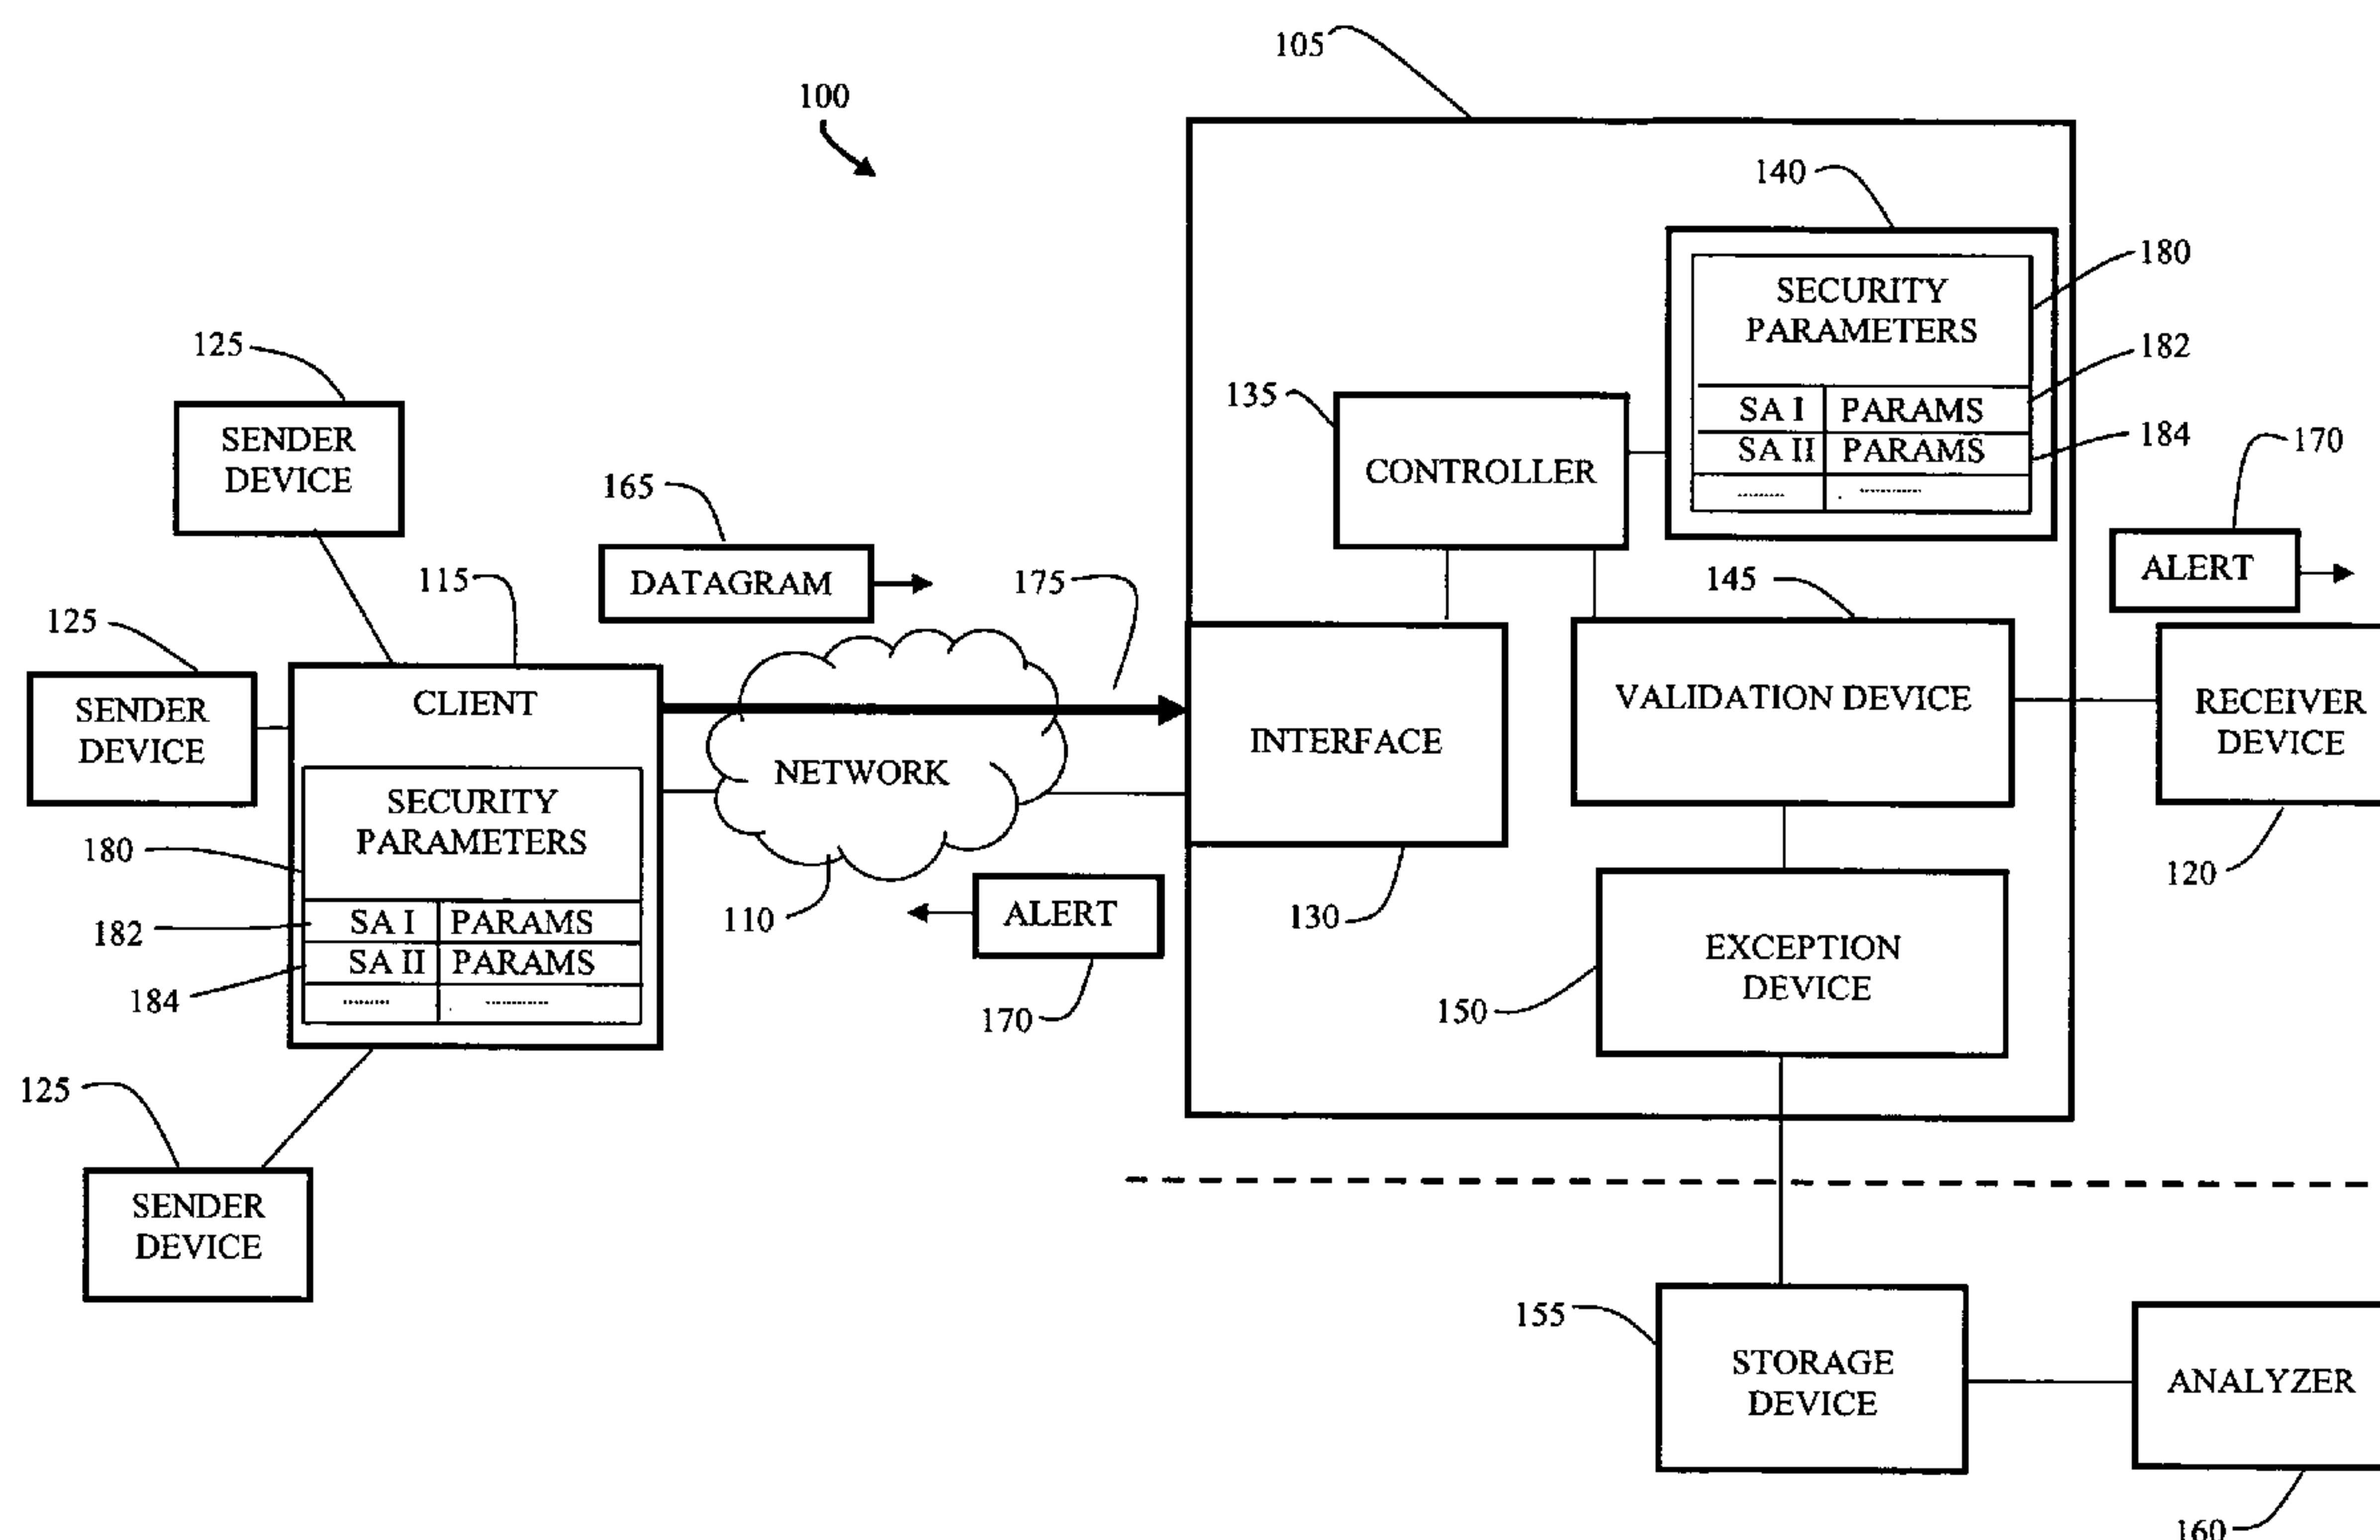 105
100
140
180
SECURITY
PARAMETERS
182
SA I PARAMS
184
SA II PARAMS
........ ...........
135
CONTROLLER
170
ALERT
125
SENDER
DEVICE
165
DATAGRAM
115
175
145
125
SENDER
DEVICE
CLIENT
NETWORK
INTERFACE
VALIDATION DEVICE
RECEIVER
DEVICE
SECURITY
PARAMETERS
180
182
SA I PARAMS
184
SA II PARAMS
........ ...........
110
ALERT
170
130
120
EXCEPTION
DEVICE
150
125
SENDER
DEVICE
155
STORAGE
DEVICE
ANALYZER
160